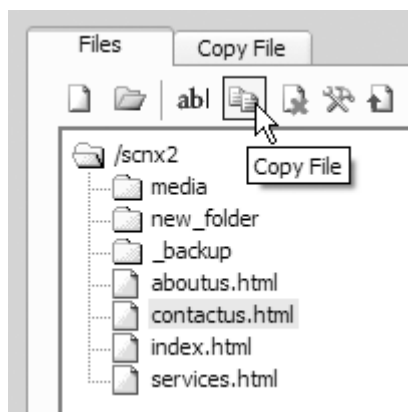 Files
Copy File
abl
/scnx2
Copy File
media
new_folder
_backup
aboutus.html
contactus.html
index.html
services.html